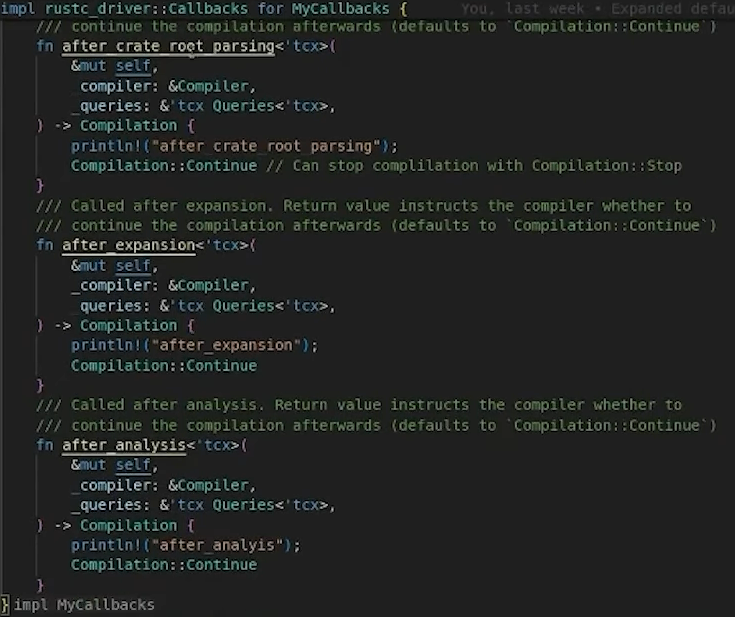 impl rustc_driver::Callbacks for MyCallbacks { You, last week • Expanded defau
/// continue the compilation afterwards (defaults to `Compilation::Continue`)
fn after_crate_root_parsing<'tcx>(
&mut self,
_compiler: &Compiler,
_queries: &'tcx Queries<'tcx>,
) -> Compilation {
println!("after_crate_root_parsing");
Compilation::Continue // Can stop complilation with Compilation::Stop
}
/// Called after expansion. Return value instructs the compiler whether to
/// continue the compilation afterwards (defaults to `Compilation::Continue`)
fn after_expansion<'tcx>(
&mut self,
_compiler: &Compiler,
_queries: &'tcx Queries<'tcx>,
) -> Compilation {
println!("after_expansion");
Compilation::Continue
}
/// Called after analysis. Return value instructs the compiler whether to
/// continue the compilation afterwards (defaults to `Compilation::Continue`)
fn after_analysis<'tcx>(
&mut self,
_compiler: &Compiler,
_queries: &'tcx Queries<'tcx>,
) -> Compilation {
println!("after_analyis");
Compilation::Continue
}
} impl MyCallbacks